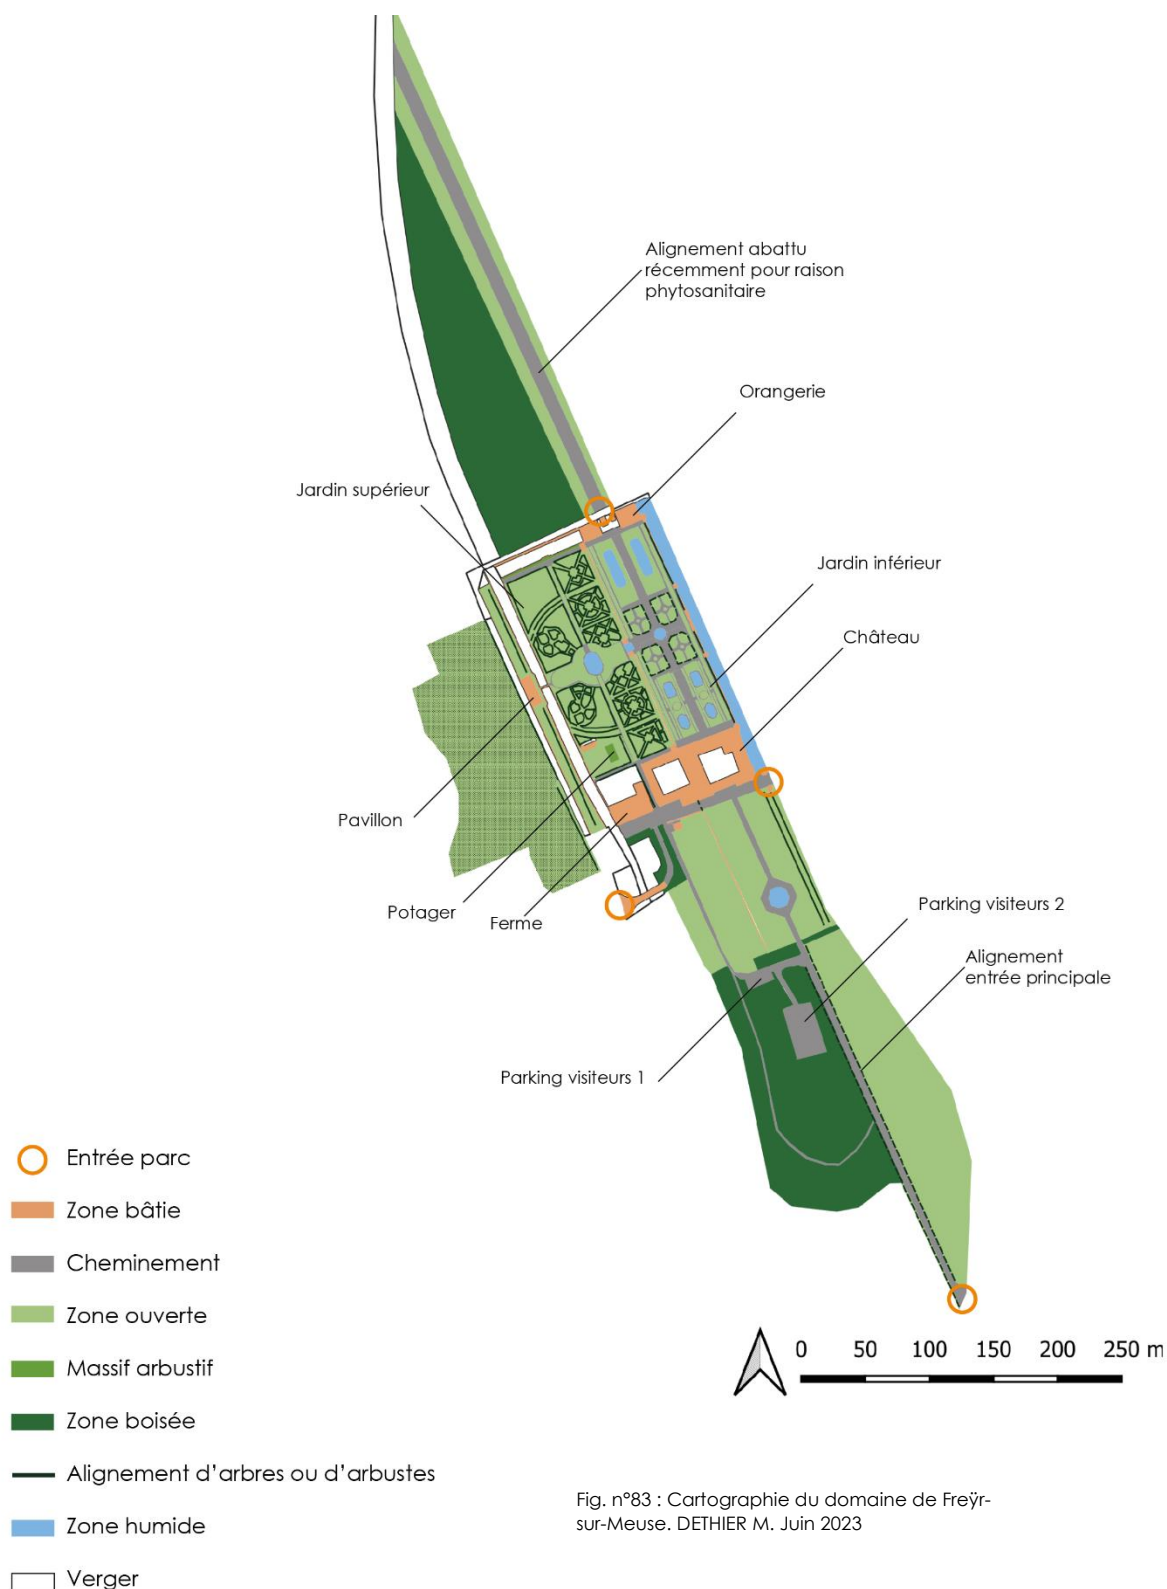 Alignement abattu
récemment pour raison
phytosanitaire
Orangerie
Jardin supérieur
Jardin inférieur
Château
Pavillon
Potager
Ferme
Parking visiteurs 2
Alignement
entrée principale
Parking visiteurs 1
Entrée parc
Zone bâtie
Cheminement
Zone ouverte
Massif arbustif
Zone boisée
Alignement d'arbres ou d'arbustes
Zone humide
Verger
0 50 100 150 200 250 m
Fig. n°83 : Cartographie du domaine de Freÿr-
sur-Meuse. DETHIER M. Juin 2023